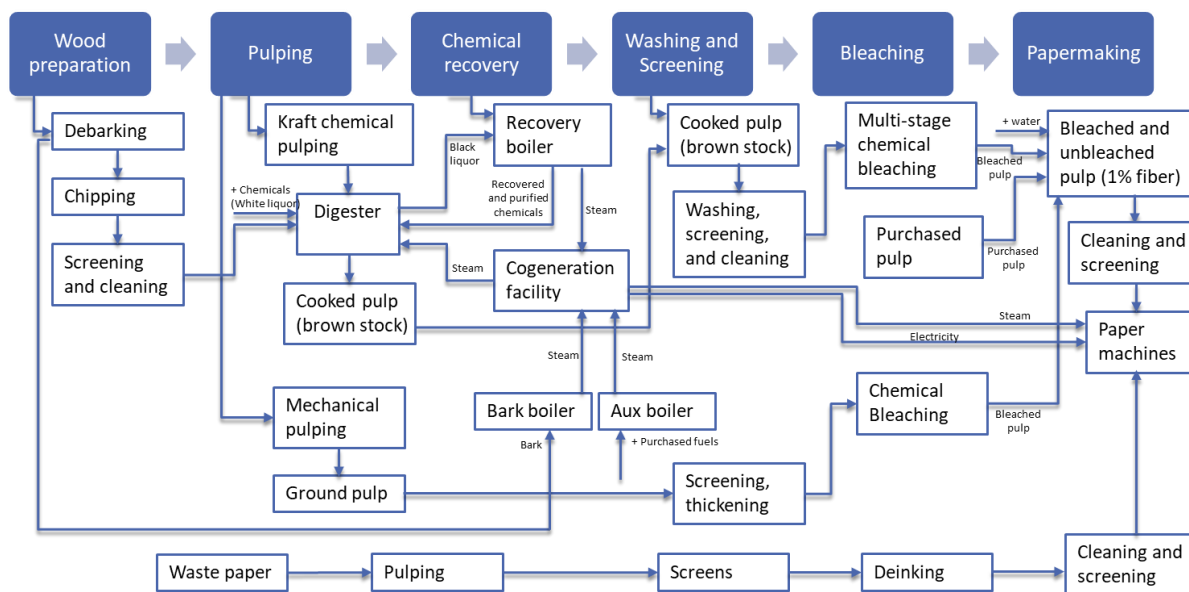 Wood
preparation
Pulping
Chemical
recovery
Washing and
Screening
Bleaching
Papermaking
Debarking
Chipping
Screening
and cleaning
Kraft chemical
pulping
+ Chemicals
(White liquor)
Digester
Cooked pulp
(brown stock)
Mechanical
pulping
Ground pulp
Black
liquor
Recovery
boiler
Recovered
and purified
chemicals
Steam
Steam
Cogeneration
facility
Steam
Steam
Bark boiler
Aux boiler
Bark
+ Purchased fuels
Cooked pulp
(brown stock)
Washing,
screening,
and cleaning
Screening,
thickening
Multi-stage
chemical
bleaching
Bleached
pulp
Purchased
pulp
Purchased
pulp
Chemical
Bleaching
Bleached
pulp
+ water
Bleached and
unbleached
pulp (1% fiber)
Cleaning and
screening
Steam
Electricity
Paper
machines
Waste paper
Pulping
Screens
Deinking
Cleaning and
screening